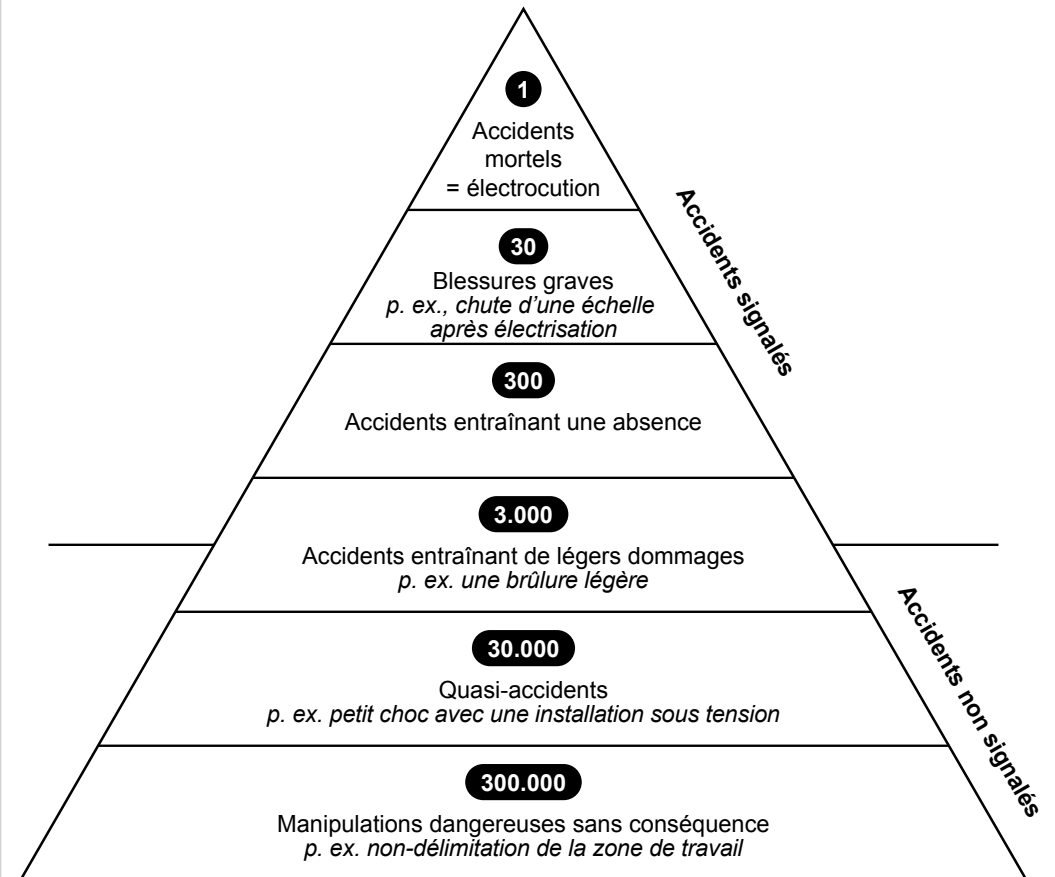 1
Accidents
mortels
= électrocution
Accidents signalés
30
Blessures graves
p. ex., chute d’une échelle
après électrisation
300
Accidents entraînant une absence
3.000
Accidents entraînant de légers dommages
p. ex. une brûlure légère
Accidents non signalés
30.000
Quasi-accidents
p. ex. petit choc avec une installation sous tension
300.000
Manipulations dangereuses sans conséquence
p. ex. non-délimitation de la zone de travail